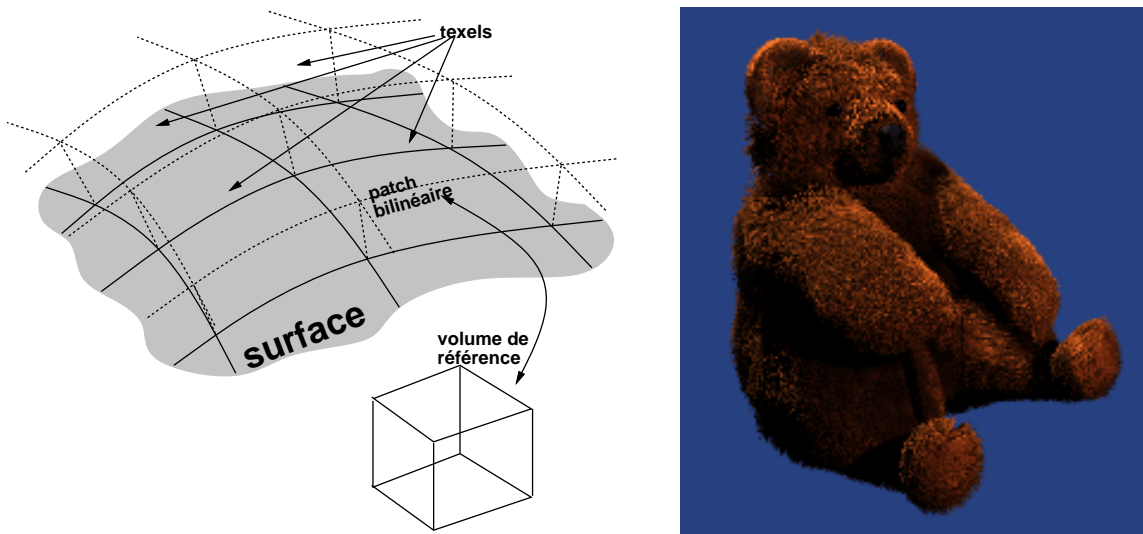 texels
patch
bilinéaire
surface
volume de
référence